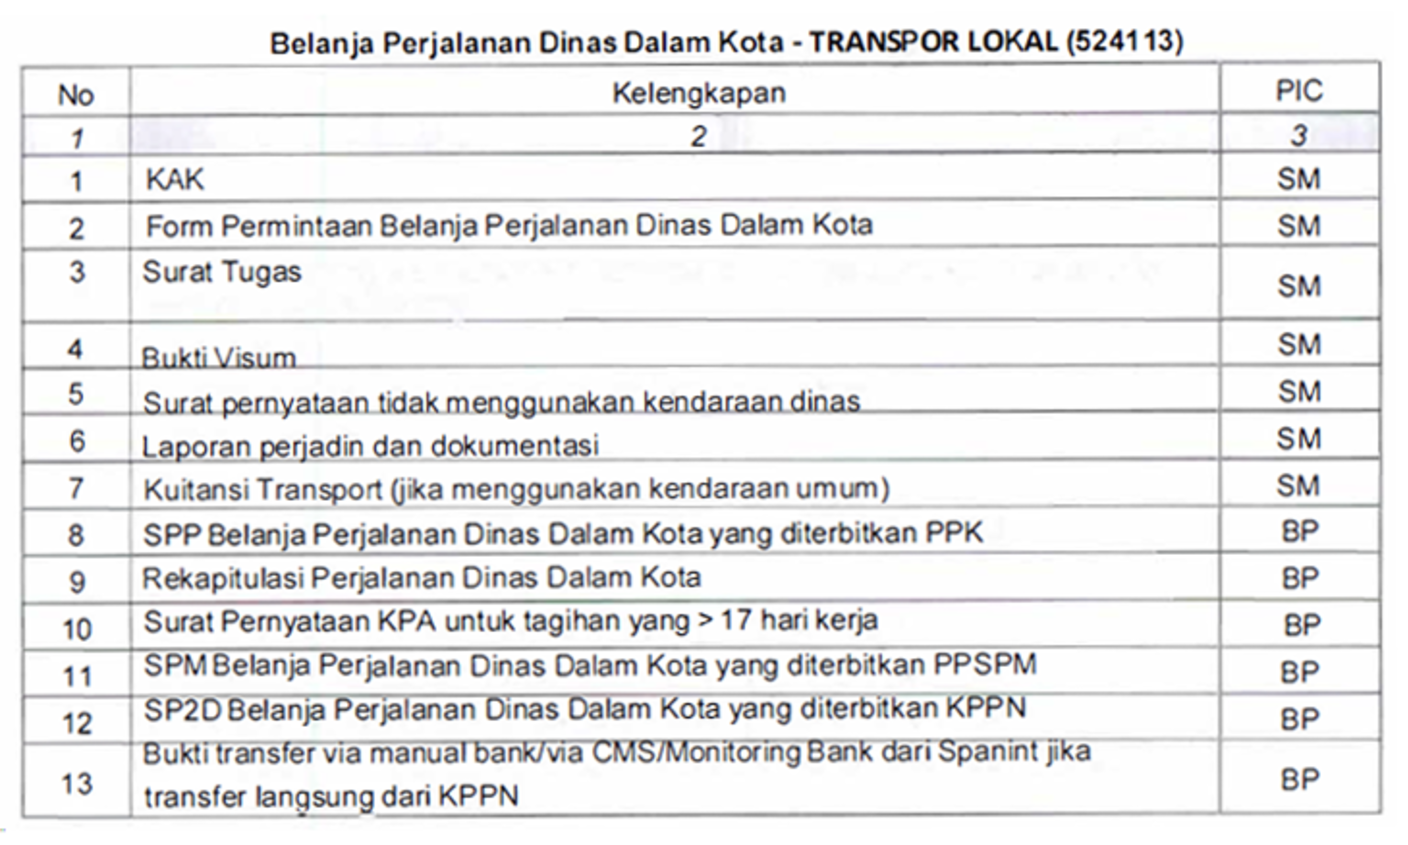 Belanja Perjalanan Dinas Dalam Kota - TRANSPOR LOKAL (524113)
No Kelengkapan PIC
1 2 3
1 KAK SM
2 Form Permintaan Belanja Perjalanan Dinas Dalam Kota SM
3 Surat Tugas SM
4 Bukti Visum SM
5 Surat pernyataan tidak menggunakan kendaraan dinas SM
6 Laporan perjadin dan dokumentasi SM
7 Kuitansi Transport (jika menggunakan kendaraan umum) SM
8 SPP Belanja Perjalanan Dinas Dalam Kota yang diterbitkan PPK BP
9 Rekapitulasi Perjalanan Dinas Dalam Kota BP
10 Surat Pernyataan KPA untuk tagihan yang > 17 hari kerja BP
11 SPM Belanja Perjalanan Dinas Dalam Kota yang diterbitkan PPSPM BP
12 SP2D Belanja Perjalanan Dinas Dalam Kota yang diterbitkan KPPN BP
13 Bukti transfer via manual bank/via CMS/Monitoring Bank dari Spanint jika BP
transfer langsung dari KPPN